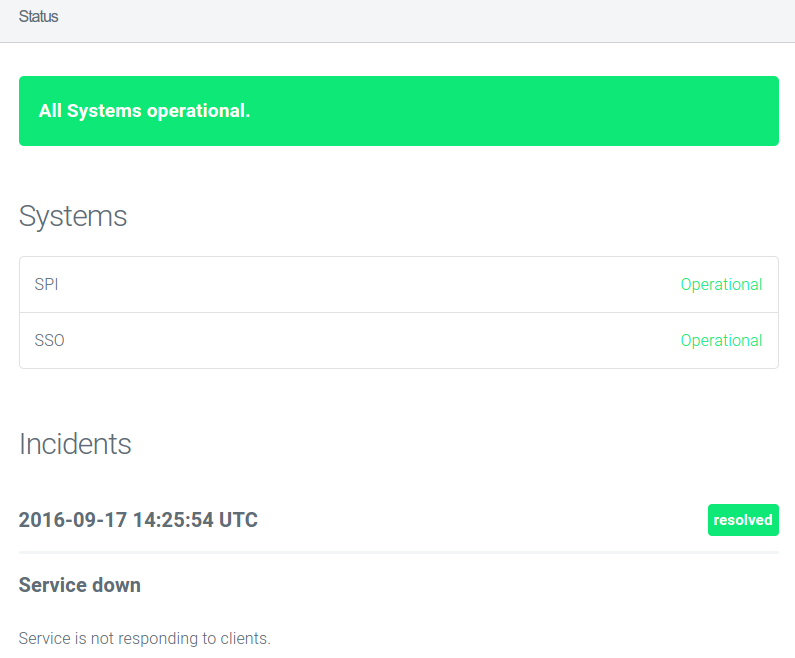 Status
All Systems operational.
Systems
SPI Operational
SSO Operational
Incidents
2016-09-17 14:25:54 UTC resolved
Service down
Service is not responding to clients.